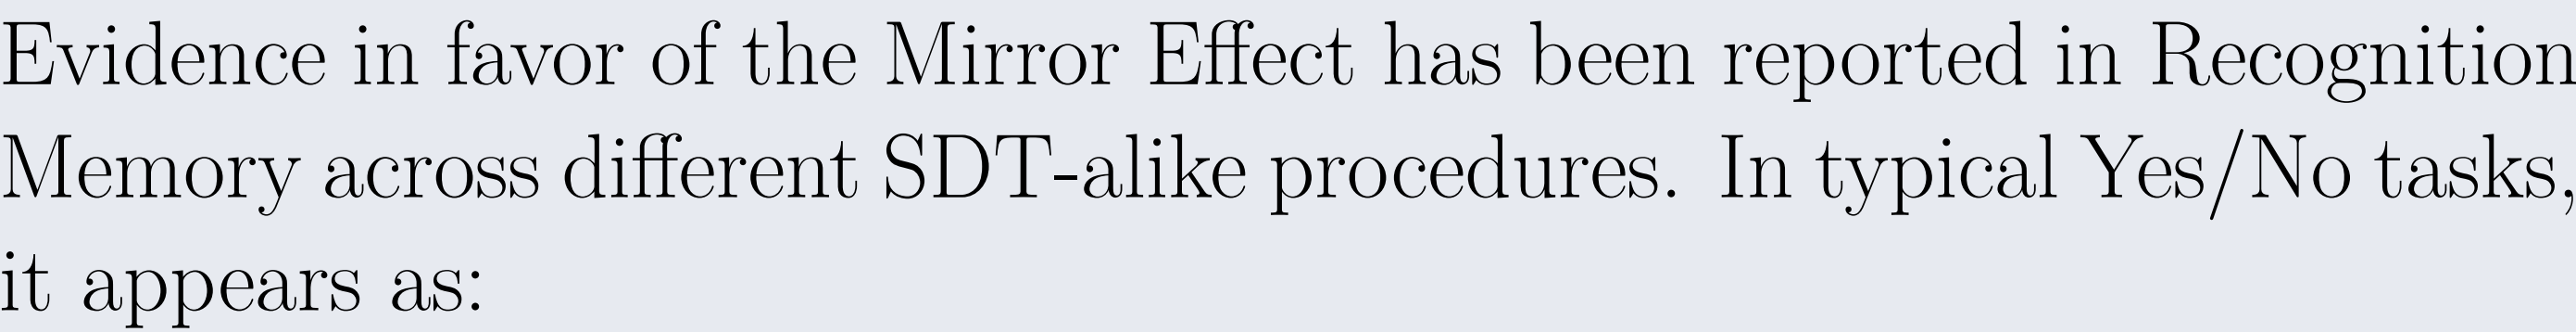 Evidence in favor of the Mirror Effect has been reported in Recognition
Memory across different SDT-alike procedures. In typical Yes/No tasks,
it appears as: